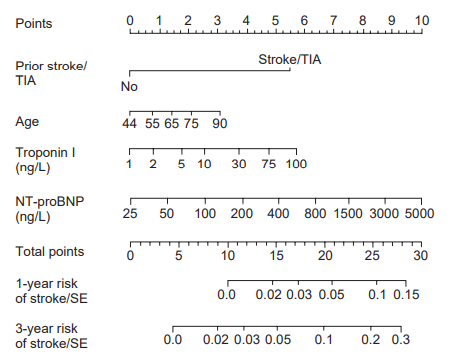 Points
0 1 2 3 4 5 6 7 8 9 10
Prior stroke/
TIA
Stroke/TIA
No
Age
44 55 65 75 90
Troponin I
(ng/L)
1 2 5 10 30 75 100
NT-proBNP
(ng/L)
25 50 100 200 400 800 1500 3000 5000
Total points
0 5 10 15 20 25 30
1-year risk
of stroke/SE
0.0 0.02 0.03 0.05 0.1 0.15
3-year risk
of stroke/SE
0.0 0.02 0.03 0.05 0.1 0.2 0.3